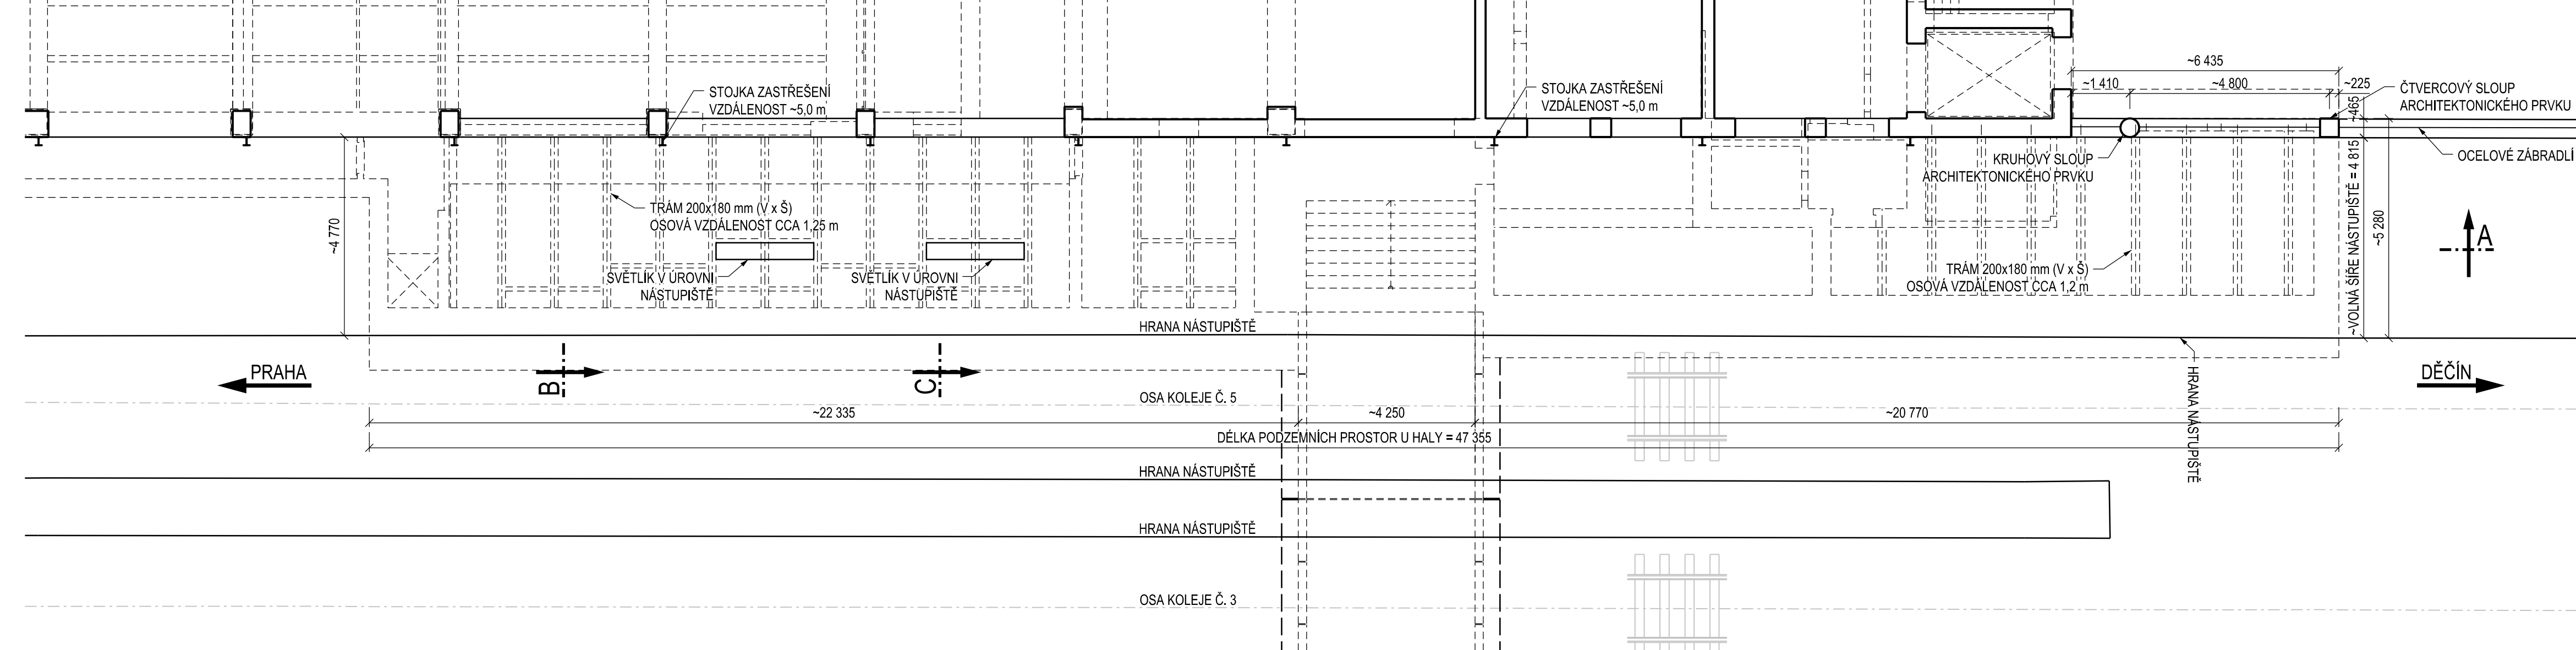 ~6 435
~1 410
~4 800
~225
~465
STOJKA ZASTŘEŠENÍ
VZDÁLENOST ~5,0 m
STOJKA ZASTŘEŠENÍ
VZDÁLENOST ~5,0 m
ČTVERCOVÝ SLOUP
ARCHITEKTONICKÉHO PRVKU
OCELOVÉ ZÁBRADLÍ
KRUHOVÝ SLOUP
ARCHITEKTONICKÉHO PRVKU
~4 770
TRÁM 200x180 mm (V x Š)
OSOVÁ VZDÁLENOST CCA 1,25 m
SVĚTLÍK V ÚROVNI
NÁSTUPIŠTĚ
SVĚTLÍK V ÚROVNI
NÁSTUPIŠTĚ
TRÁM 200x180 mm (V x Š)
OSOVÁ VZDÁLENOST CCA 1,2 m
~VOLNÁ ŠÍŘE NÁSTUPIŠTĚ = 4 815
~5 280
A
HRANA NÁSTUPIŠTĚ
PRAHA
B
C
DĚČÍN
HRANA NÁSTUPIŠTĚ
OSA KOLEJE Č. 5
~22 335
~4 250
~20 770
DÉLKA PODZEMNÍCH PROSTOR U HALY = 47 355
HRANA NÁSTUPIŠTĚ
HRANA NÁSTUPIŠTĚ
OSA KOLEJE Č. 3